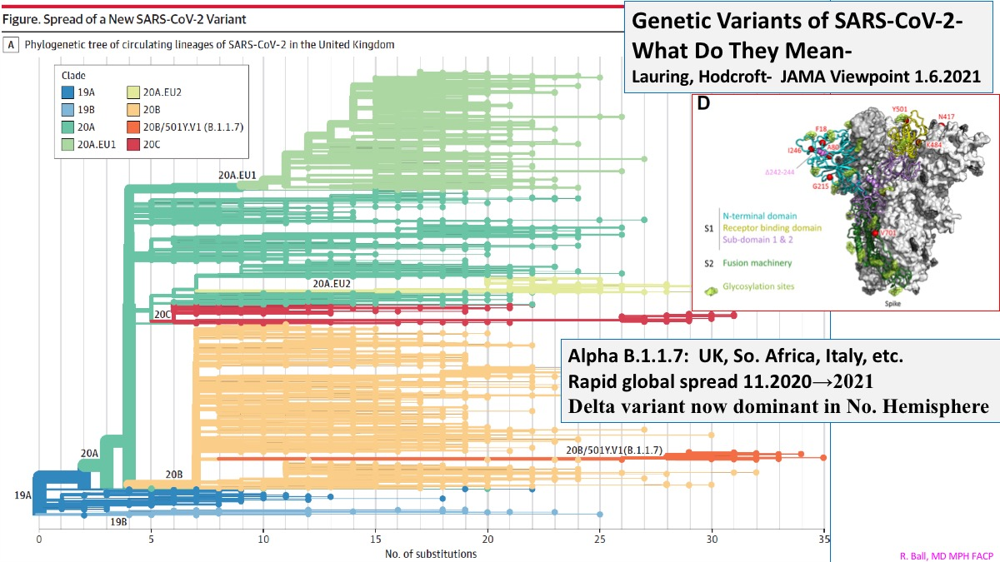 Figure. Spread of a New SARS-CoV-2 Variant
A Phylogenetic tree of circulating lineages of SARS-CoV-2 in the United Kingdom
Genetic Variants of SARS-CoV-2-
What Do They Mean-
Lauring, Hodcroft- JAMA Viewpoint 1.6.2021
Clade
19A
19B
20A
20A.EU1
20A.EU2
20B
20B/501Y.V1 (B.1.1.7)
20C
20A.EU1
20A.EU2
20C
20B/501Y.V1(B.1.1.7)
20A
20B
19A
19B
0 5 10 15 20 25 30 35
No. of substitutions
D
Y501
N417
F18
K484
I246
A80
Δ242-244
G215
V701
S1
N-terminal domain
Receptor binding domain
Sub-domain 1 & 2
S2
Fusion machinery
Glycosylation sites
Spike
Alpha B.1.1.7: UK, So. Africa, Italy, etc.
Rapid global spread 11.2020→2021
Delta variant now dominant in No. Hemisphere
R. Ball, MD MPH FACP